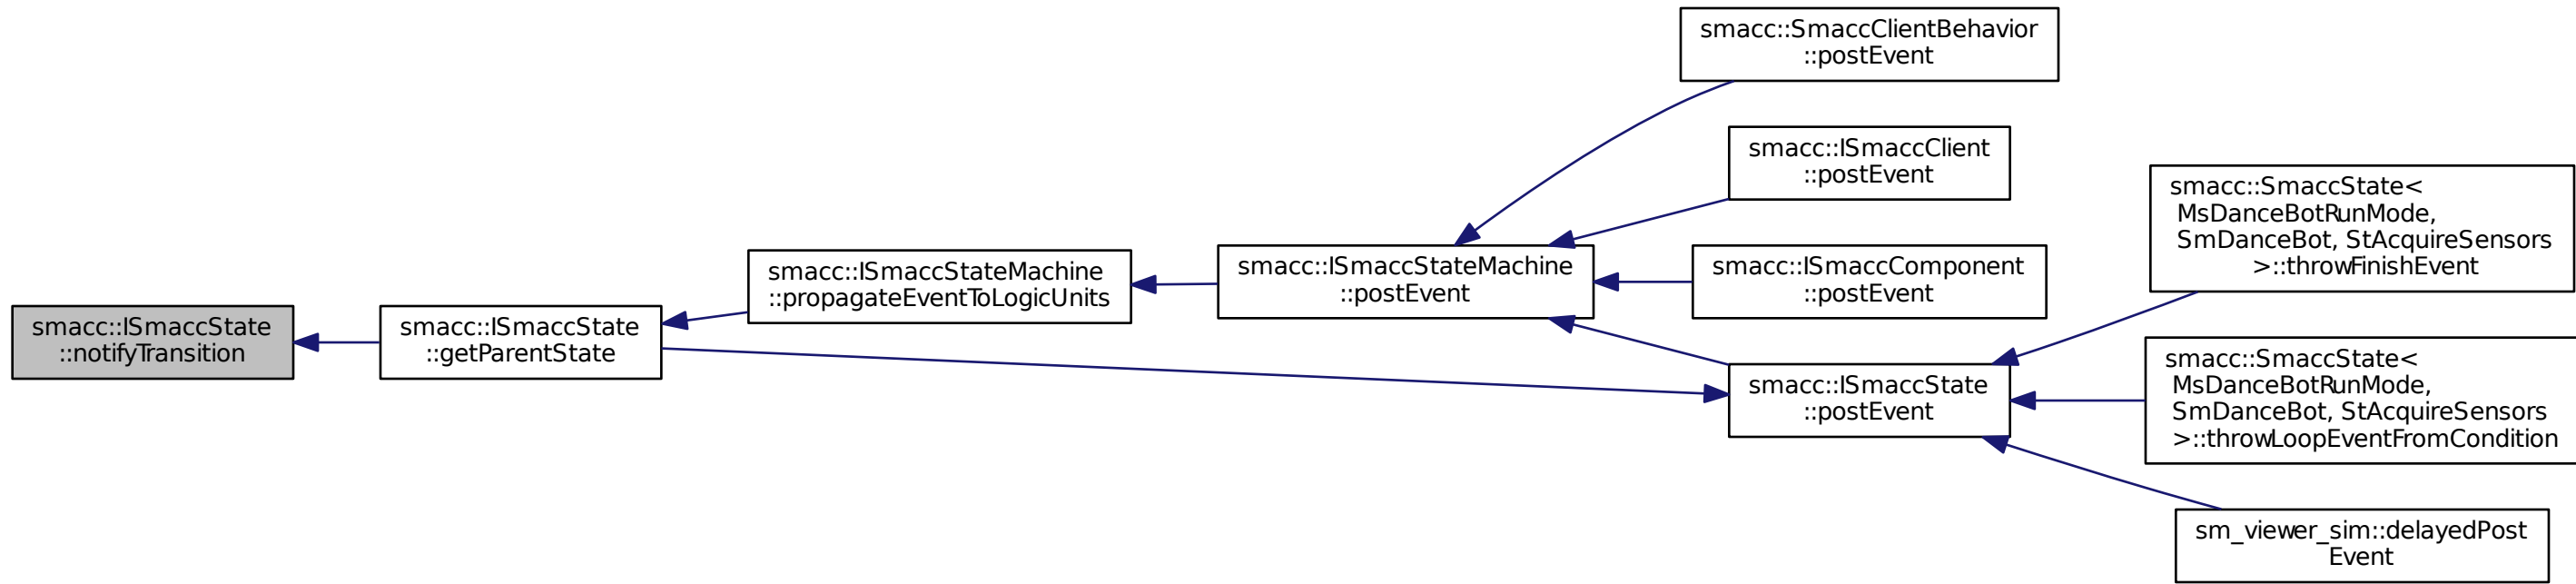 smacc::ISmaccState
::notifyTransition
smacc::ISmaccState
::getParentState
smacc::ISmaccStateMachine
::propagateEventToLogicUnits
smacc::ISmaccStateMachine
::postEvent
smacc::SmaccClientBehavior
::postEvent
smacc::ISmaccClient
::postEvent
smacc::ISmaccComponent
::postEvent
smacc::ISmaccState
::postEvent
smacc::SmaccState<
MsDanceBotRunMode,
SmDanceBot, StAcquireSensors
>::throwFinishEvent
smacc::SmaccState<
MsDanceBotRunMode,
SmDanceBot, StAcquireSensors
>::throwLoopEventFromCondition
sm_viewer_sim::delayedPost
Event